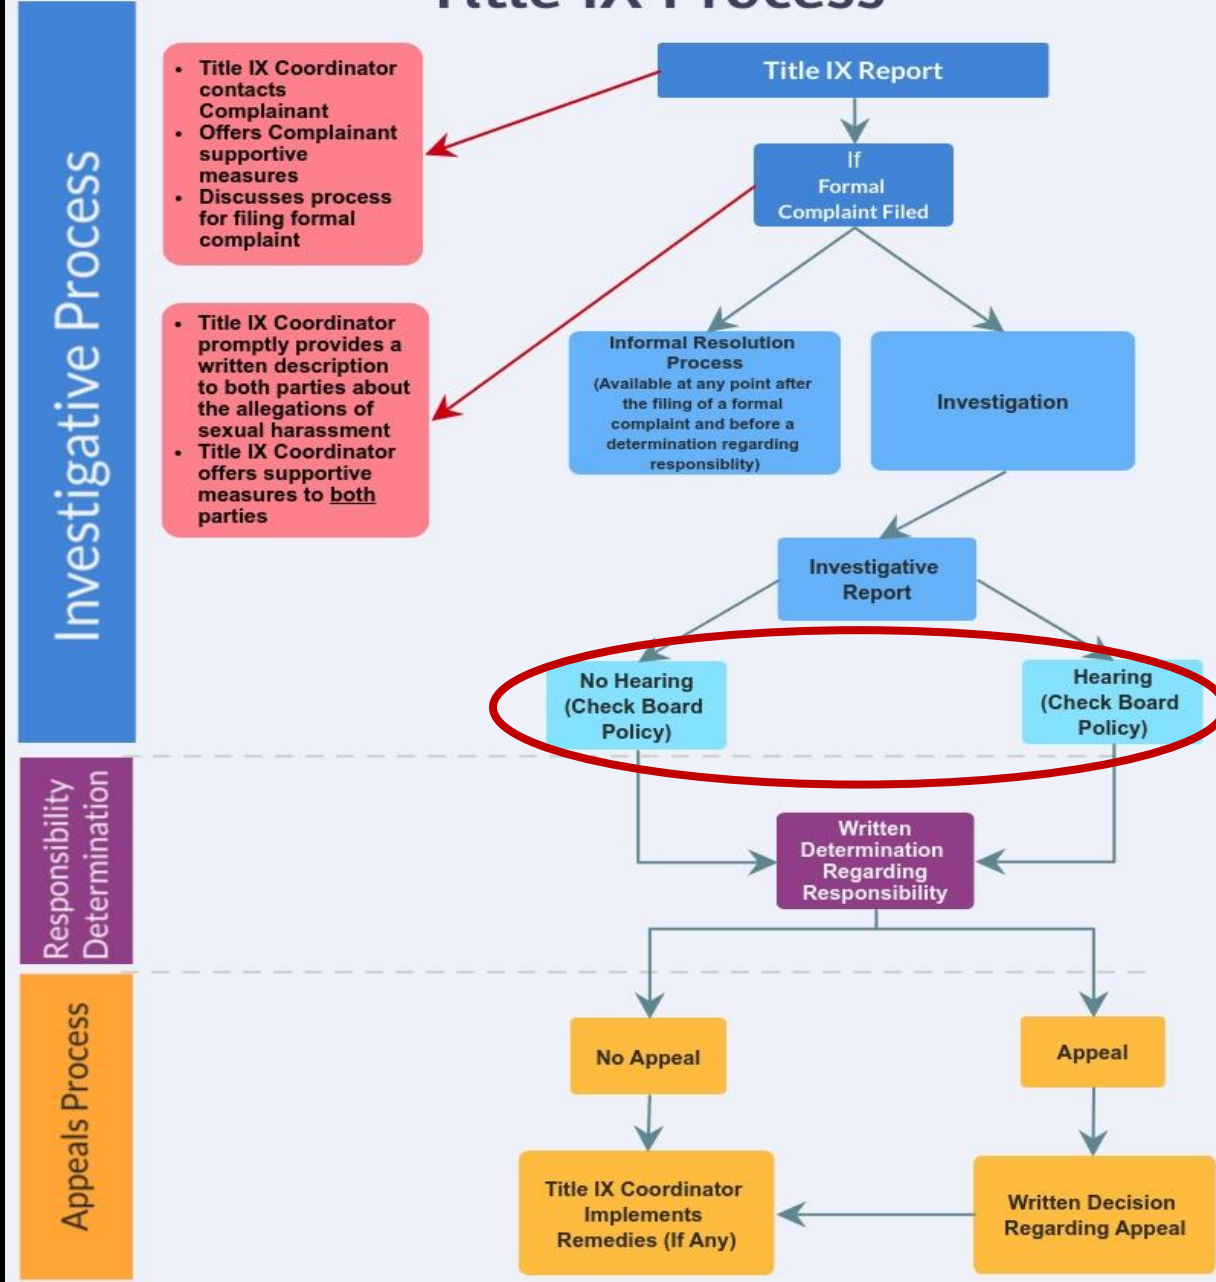 Title IX Process
Investigative Process
• Title IX Coordinator
contacts
Complainant
• Offers Complainant
supportive
measures
• Discusses process
for filing formal
complaint
Title IX Report
If
Formal
Complaint Filed
• Title IX Coordinator
promptly provides a
written description
to both parties about
the allegations of
sexual harassment
• Title IX Coordinator
offers supportive
measures to both
parties
Informal Resolution
Process
(Available at any point after
the filing of a formal
complaint and before a
determination regarding
responsiblity)
Investigation
Investigative
Report
No Hearing
(Check Board
Policy)
Hearing
(Check Board
Policy)
Responsibility
Determination
Written
Determination
Regarding
Responsibility
Appeals Process
No Appeal
Appeal
Title IX Coordinator
Implements
Remedies (If Any)
Written Decision
Regarding Appeal